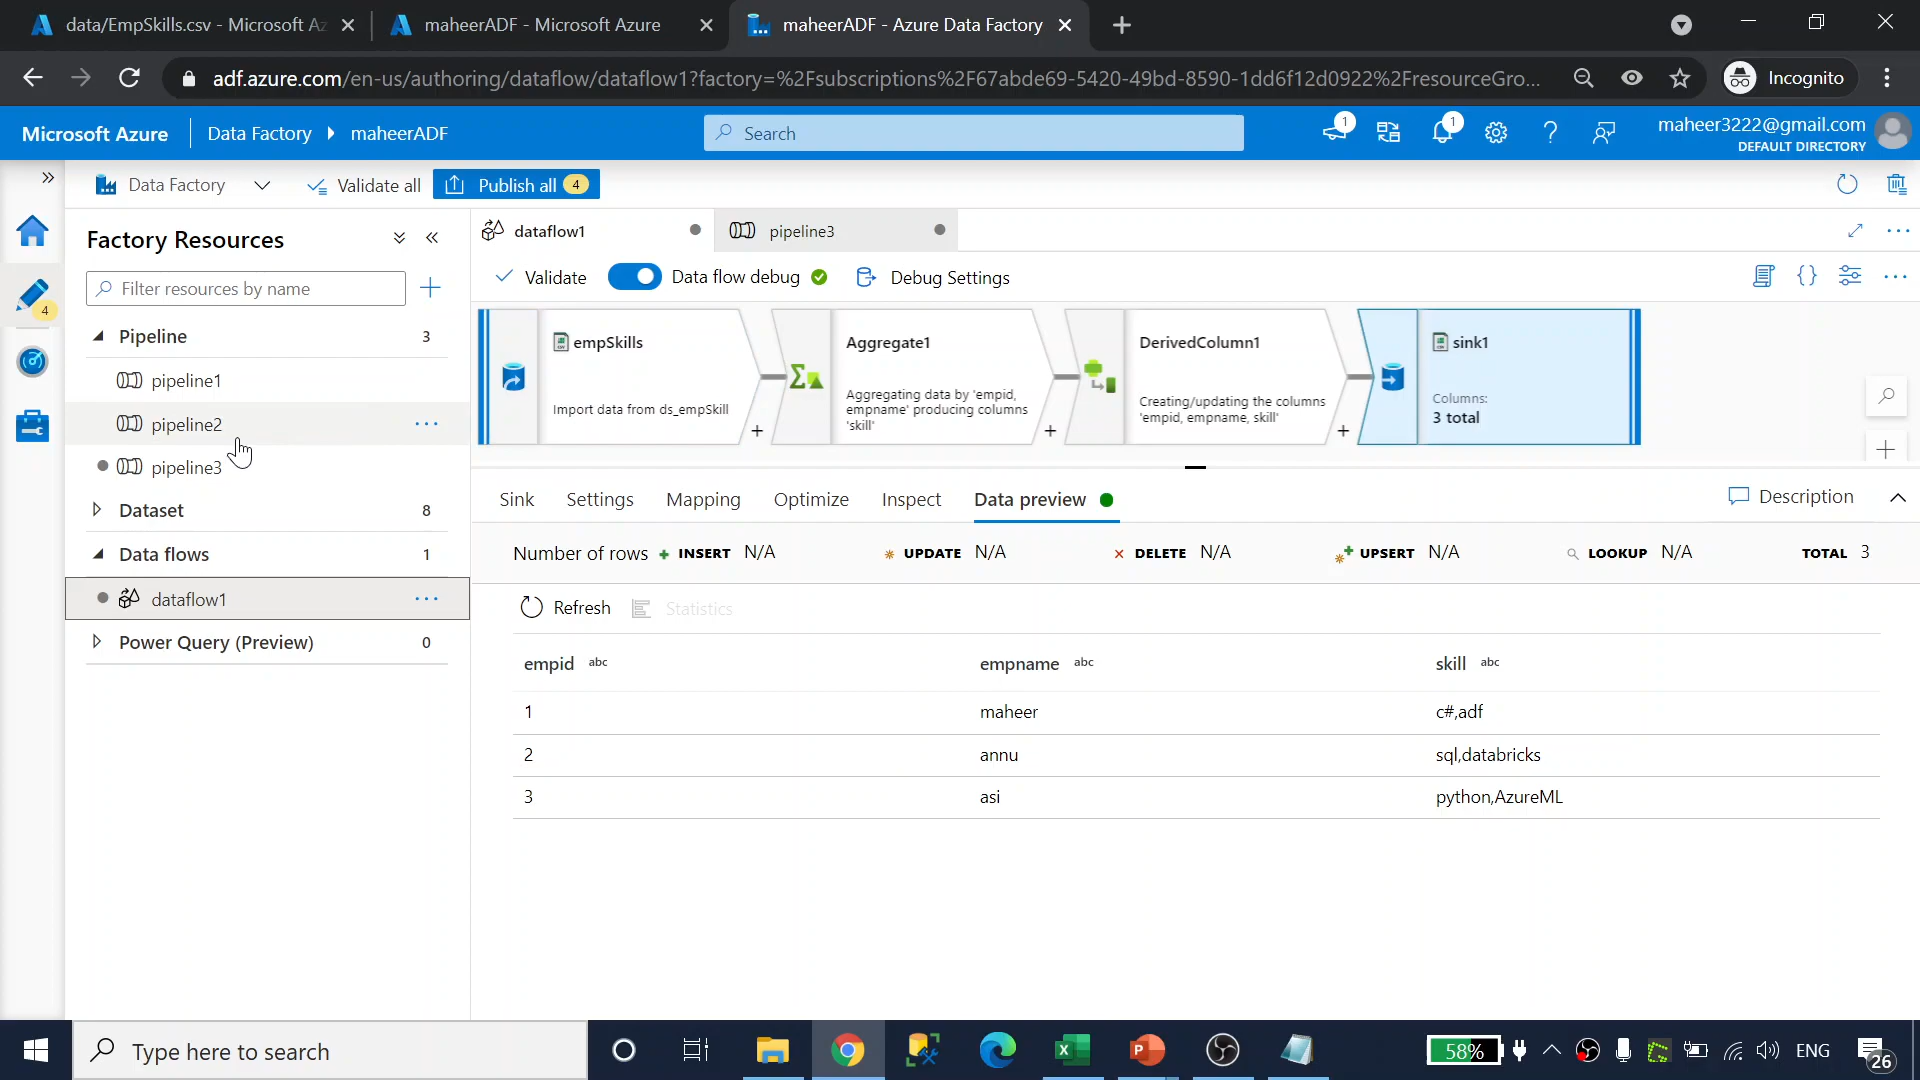 data/EmpSkills.csv - Microsoft Az
maheerADF - Microsoft Azure
maheerADF - Azure Data Factory
adf.azure.com/en-us/authoring/dataflow/dataflow1?factory=%2Fsubscriptions%2F67abde69-5420-49bd-8590-1dd6f12d0922%2FresourceGro...
Incognito
Microsoft Azure
Data Factory
maheerADF
Search
1
1
maheer3222@gmail.com
DEFAULT DIRECTORY
Data Factory
Validate all
Publish all 4
Factory Resources
Filter resources by name
4
Pipeline 3
pipeline1
pipeline2
pipeline3
Dataset 8
Data flows 1
dataflow1
Power Query (Preview) 0
dataflow1
pipeline3
Validate
Data flow debug
Debug Settings
empSkills
Import data from ds_empSkill
Aggregate1
Aggregating data by 'empid,
empname' producing columns
'skill'
DerivedColumn1
Creating/updating the columns
'empid, empname, skill'
sink1
Columns:
3 total
Sink Settings Mapping Optimize Inspect Data preview
Description
Number of rows INSERT N/A UPDATE N/A DELETE N/A UPSERT N/A LOOKUP N/A TOTAL 3
Refresh Statistics
empid abc empname abc skill abc
1 maheer c#,adf
2 annu sql,databricks
3 asi python,AzureML
Type here to search
58%
ENG
26